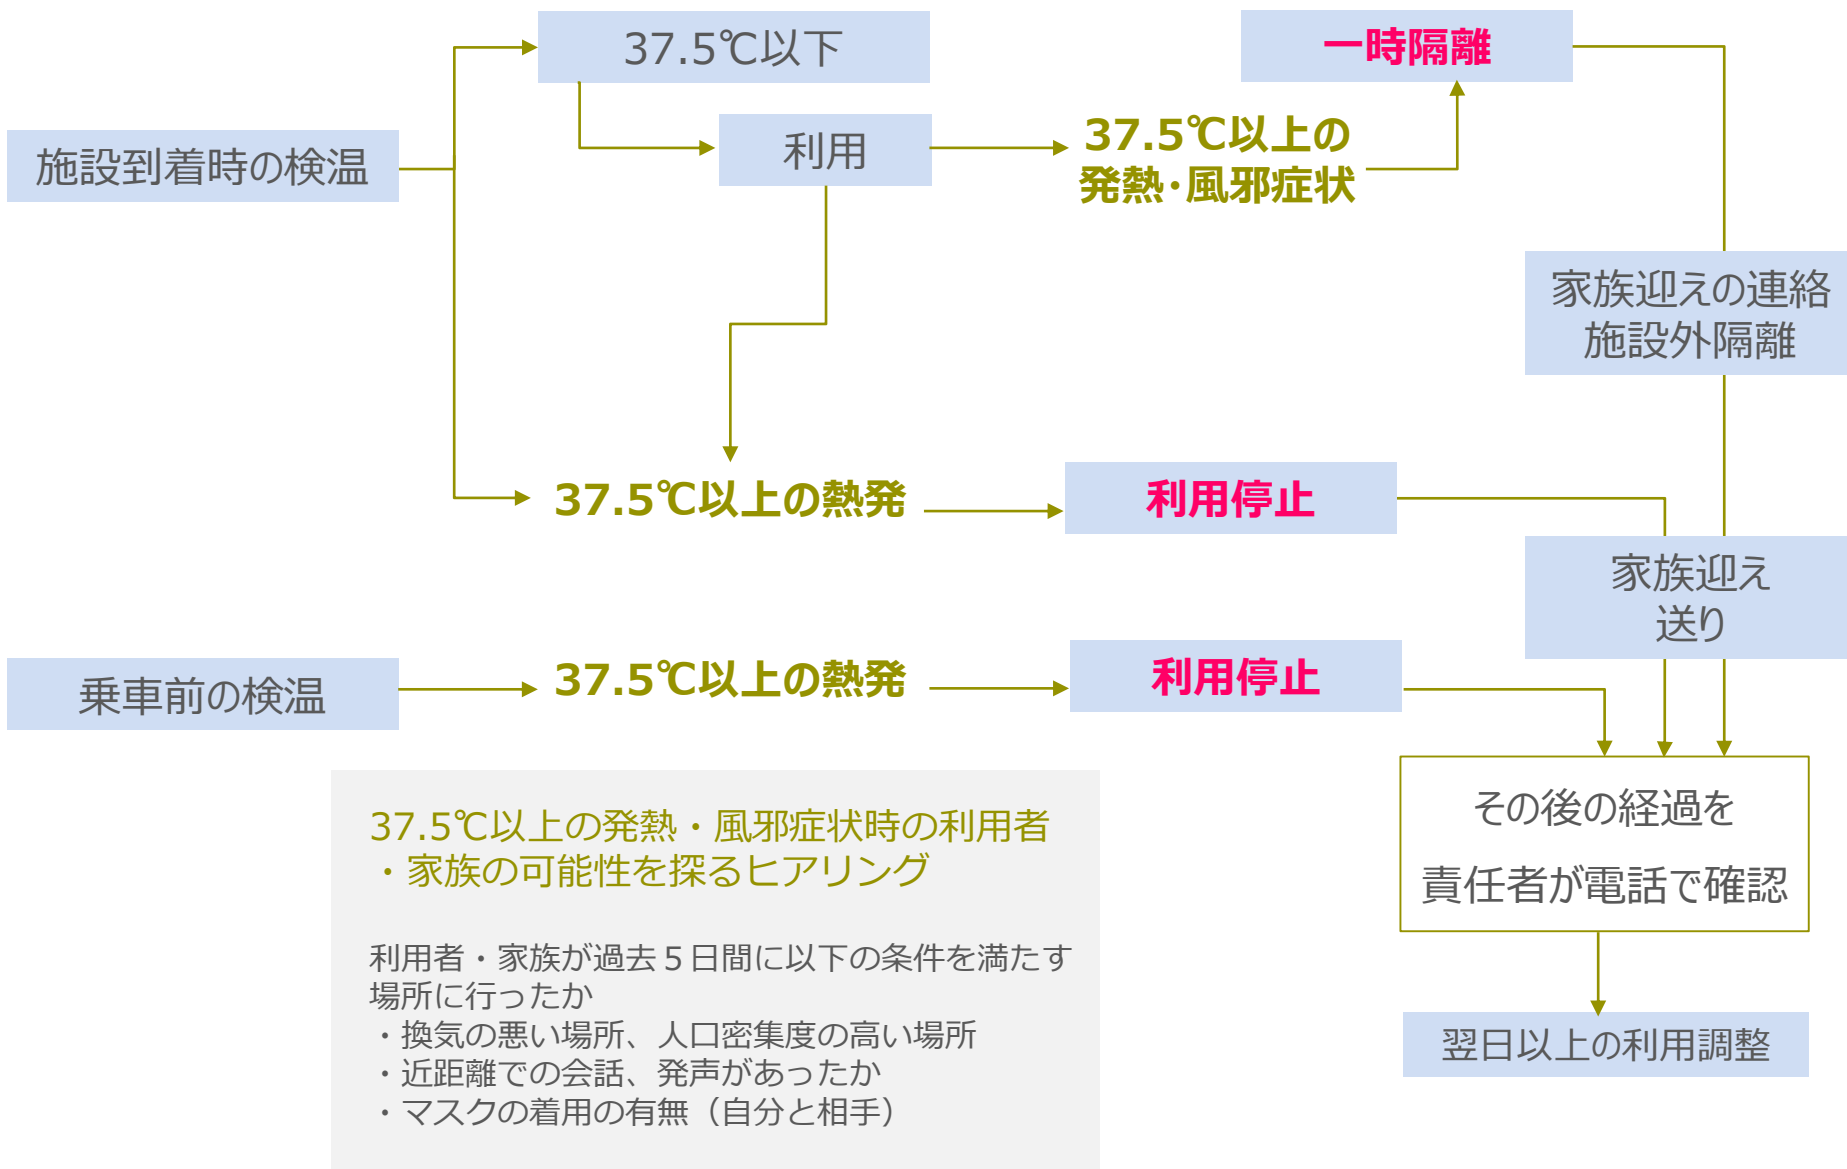 37.5℃以下
一時隔離
施設到着時の検温
利用
37.5℃以上の
発熱・風邪症状
家族迎えの連絡
施設外隔離
37.5℃以上の熱発
利用停止
家族迎え
送り
乗車前の検温
37.5℃以上の熱発
利用停止
その後の経過を
責任者が電話で確認
翌日以上の利用調整
37.5℃以上の発熱・風邪症状時の利用者
・家族の可能性を探るヒアリング
利用者・家族が過去５日間に以下の条件を満たす
場所に行ったか
・換気の悪い場所、人口密集度の高い場所
・近距離での会話、発声があったか
・マスクの着用の有無（自分と相手）